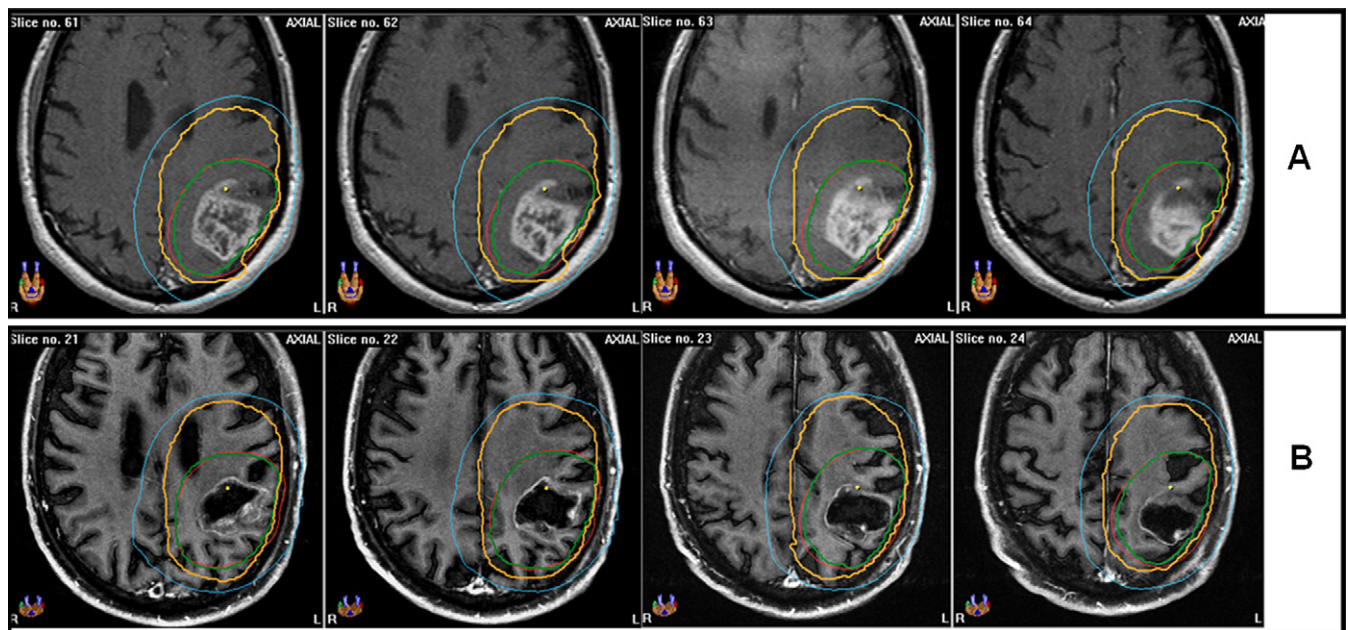 Slice no. 61
AXIAL
Slice no. 62
AXIAL
Slice no. 63
AXIAL
Slice no. 64
AXIA
R
L
R
L
R
L
R
L
A
Slice no. 21
AXIAL
Slice no. 22
AXIAL
Slice no. 23
AXIAL
Slice no. 24
AXIAL
R
L
R
L
R
L
R
L
B